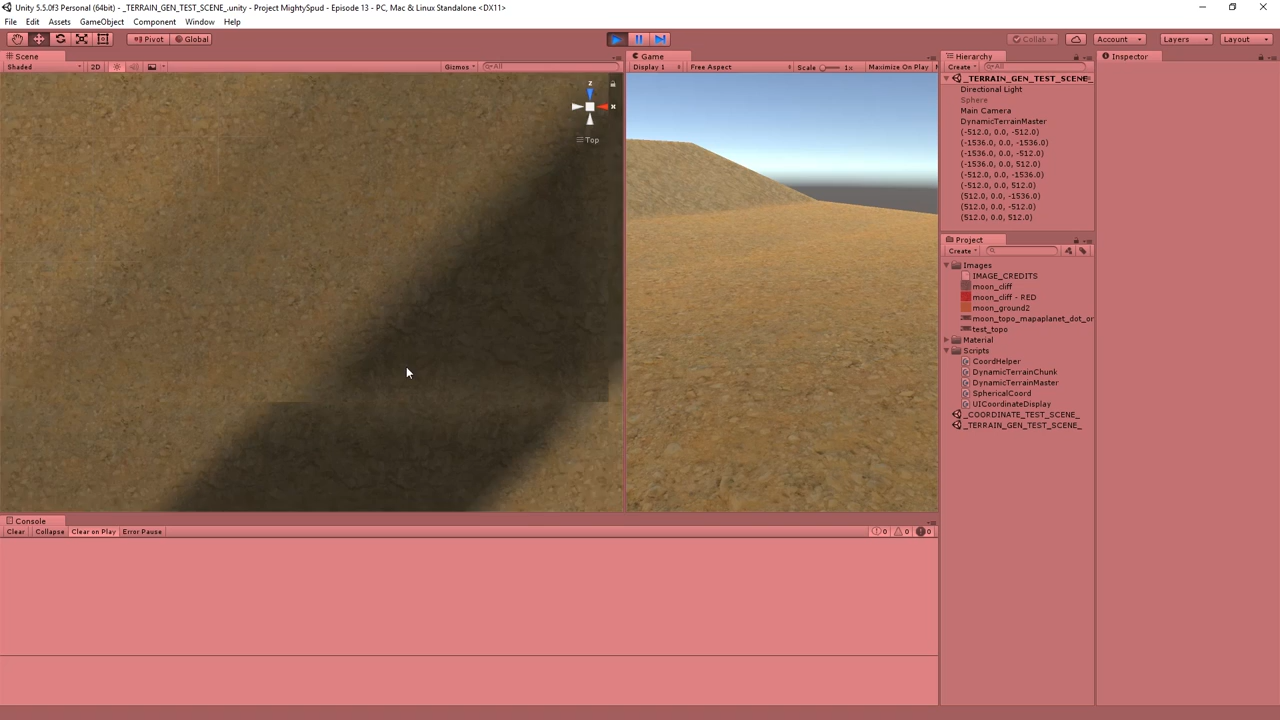 Unity 5.5.0f3 Personal (64bit) - _TERRAIN_GEN_TEST_SCENE_.unity - Project MightySpud - Episode 13 - PC, Mac & Linux Standalone <DX11>
File Edit Assets GameObject Component Window Help
Pivot Global Collab Account Layers Layout
Scene Game Hierarchy Inspector
Shaded 2D Gizmos All Display 1 Free Aspect Scale 1x Maximize On Play Create All
_TERRAIN_GEN_TEST_SCENE_
Directional Light
Sphere
Main Camera
DynamicTerrainMaster
(-512.0, 0.0, -512.0)
(-1536.0, 0.0, -1536.0)
(-1536.0, 0.0, -512.0)
(-1536.0, 0.0, 512.0)
(-512.0, 0.0, -1536.0)
(-512.0, 0.0, 512.0)
(512.0, 0.0, -1536.0)
(512.0, 0.0, -512.0)
(512.0, 0.0, 512.0)
z
x
Top
Project
Create
Images
IMAGE_CREDITS
moon_cliff
moon_cliff - RED
moon_ground2
moon_topo_mapaplanet_dot_or
test_topo
Material
Scripts
CoordHelper
DynamicTerrainChunk
DynamicTerrainMaster
SphericalCoord
UICoordinateDisplay
_COORDINATE_TEST_SCENE_
_TERRAIN_GEN_TEST_SCENE_
Console
Clear Collapse Clear on Play Error Pause 0 0 0